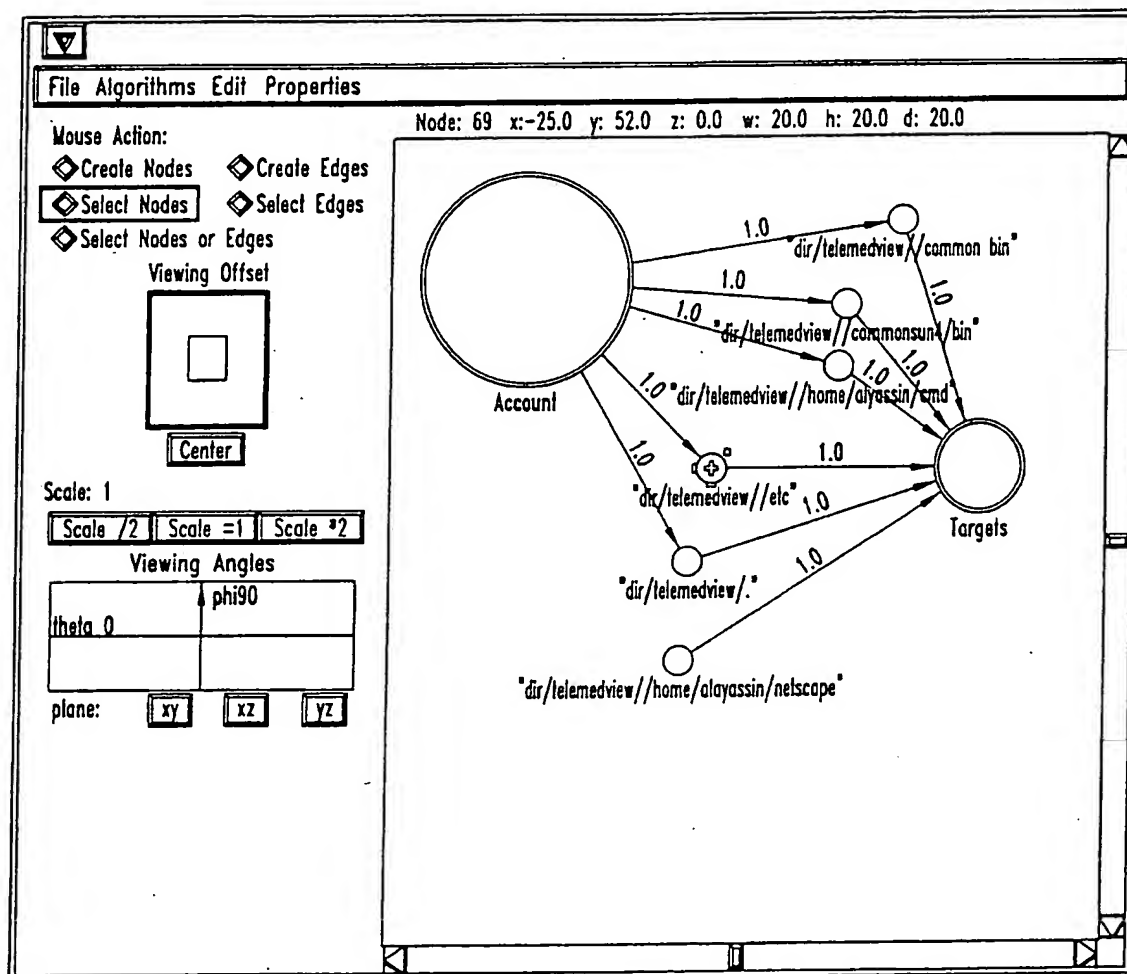 File Algorithms Edit Properties
Node: 69 x:-25.0 y: 52.0 z: 0.0 w: 20.0 h: 20.0 d: 20.0
Mouse Action:
Create Nodes Create Edges
Select Nodes Select Edges
Select Nodes or Edges
Viewing Offset
Center
Scale: 1
Scale /2 Scale =1 Scale *2
Viewing Angles
phi90
theta 0
plane: xy xz yz
1.0
"dir/telemedview//common bin"
1.0
1.0
"dir/telemedview//commonsun4/bin"
1.0
1.0
1.0
"dir/telemedview//home/alyassin/cmd"
Account
1.0
1.0
1.0
"dir/telemedview//etc"
Targets
1.0
"dir/telemedview/."
1.0
"dir/telemedview//home/alayassin/netscape"